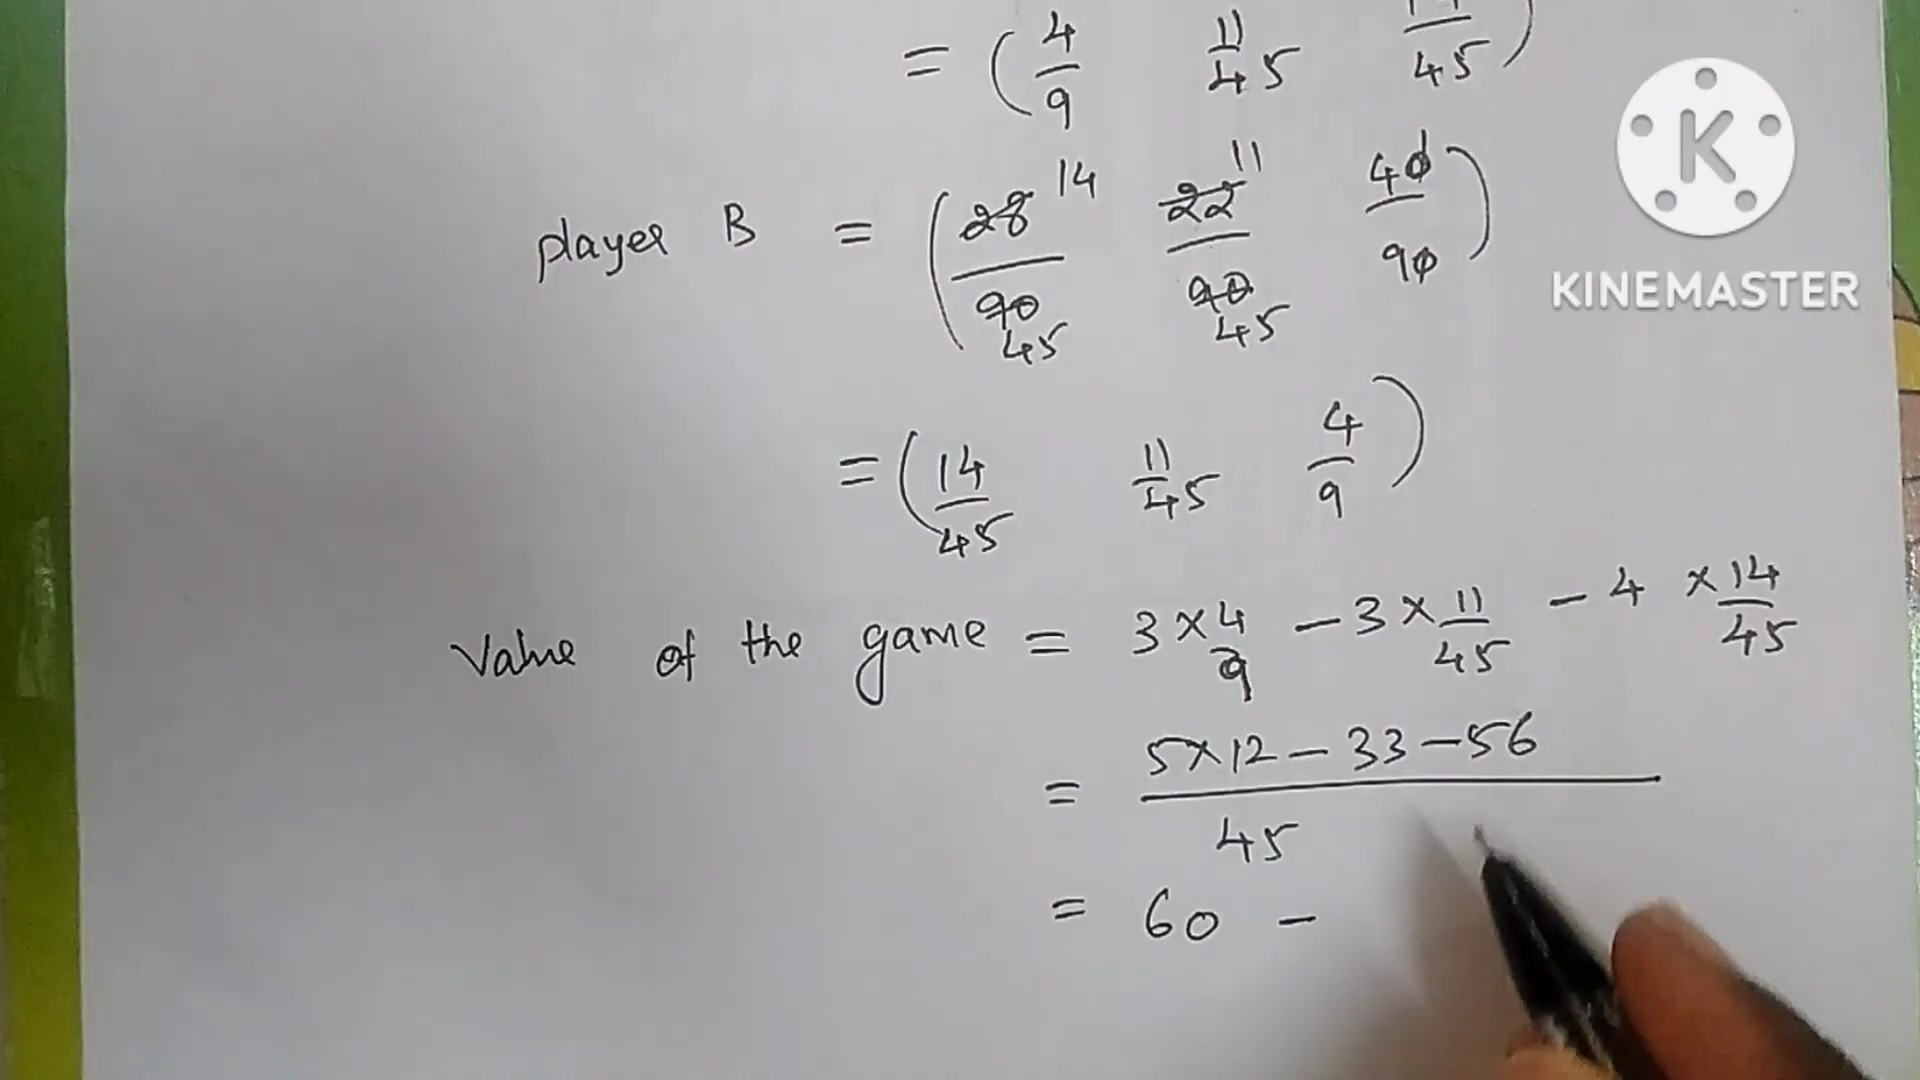 = (4/9 11/45 14/45)
player B = (28 14/90 45 22 11/90 45 40/90)
= (14/45 11/45 4/9)
Value of the game = 3 × 4/9 - 3 × 11/45 - 4 × 14/45
= 5×12 - 33 - 56 / 45
= 60 -
K
KINEMASTER